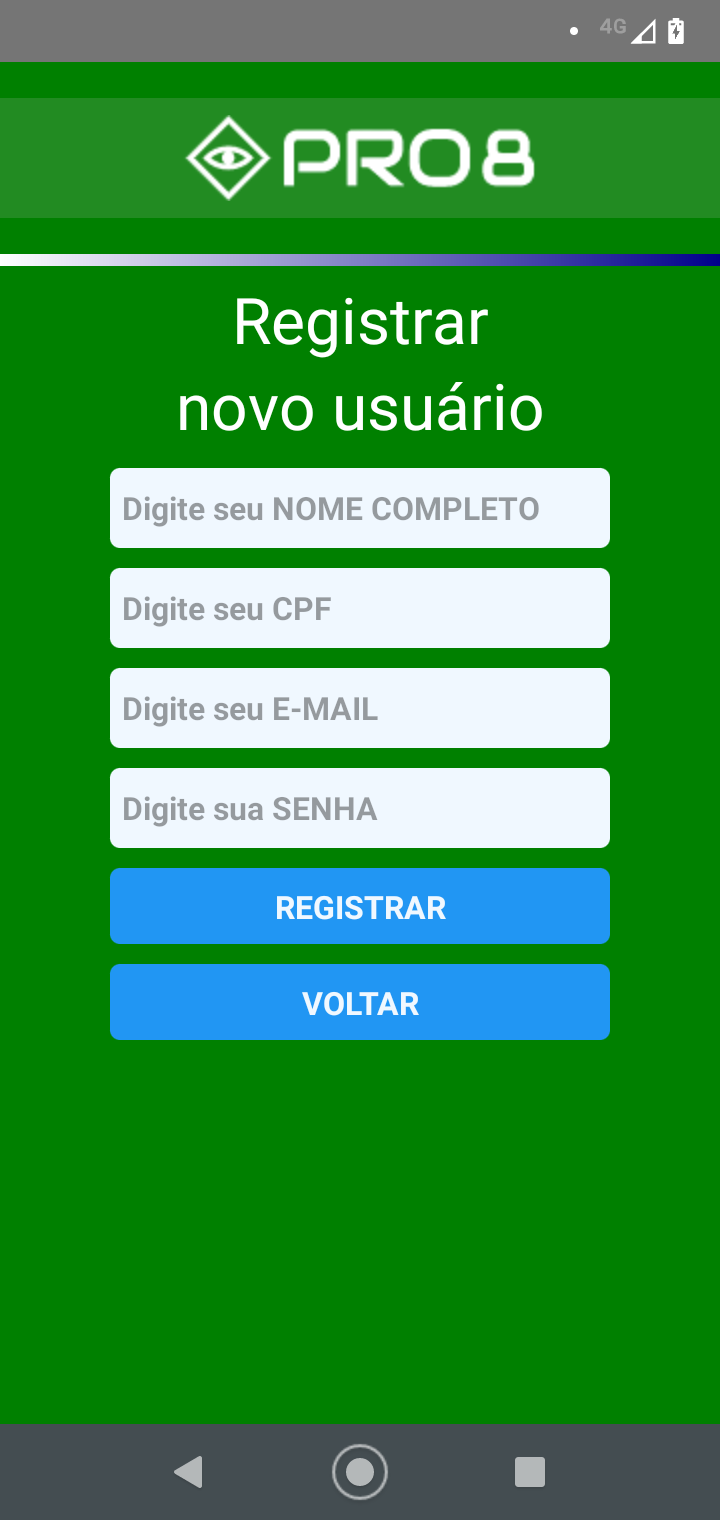 4G
PRO8
Registrar
novo usuário
Digite seu NOME COMPLETO
Digite seu CPF
Digite seu E-MAIL
Digite sua SENHA
REGISTRAR
VOLTAR